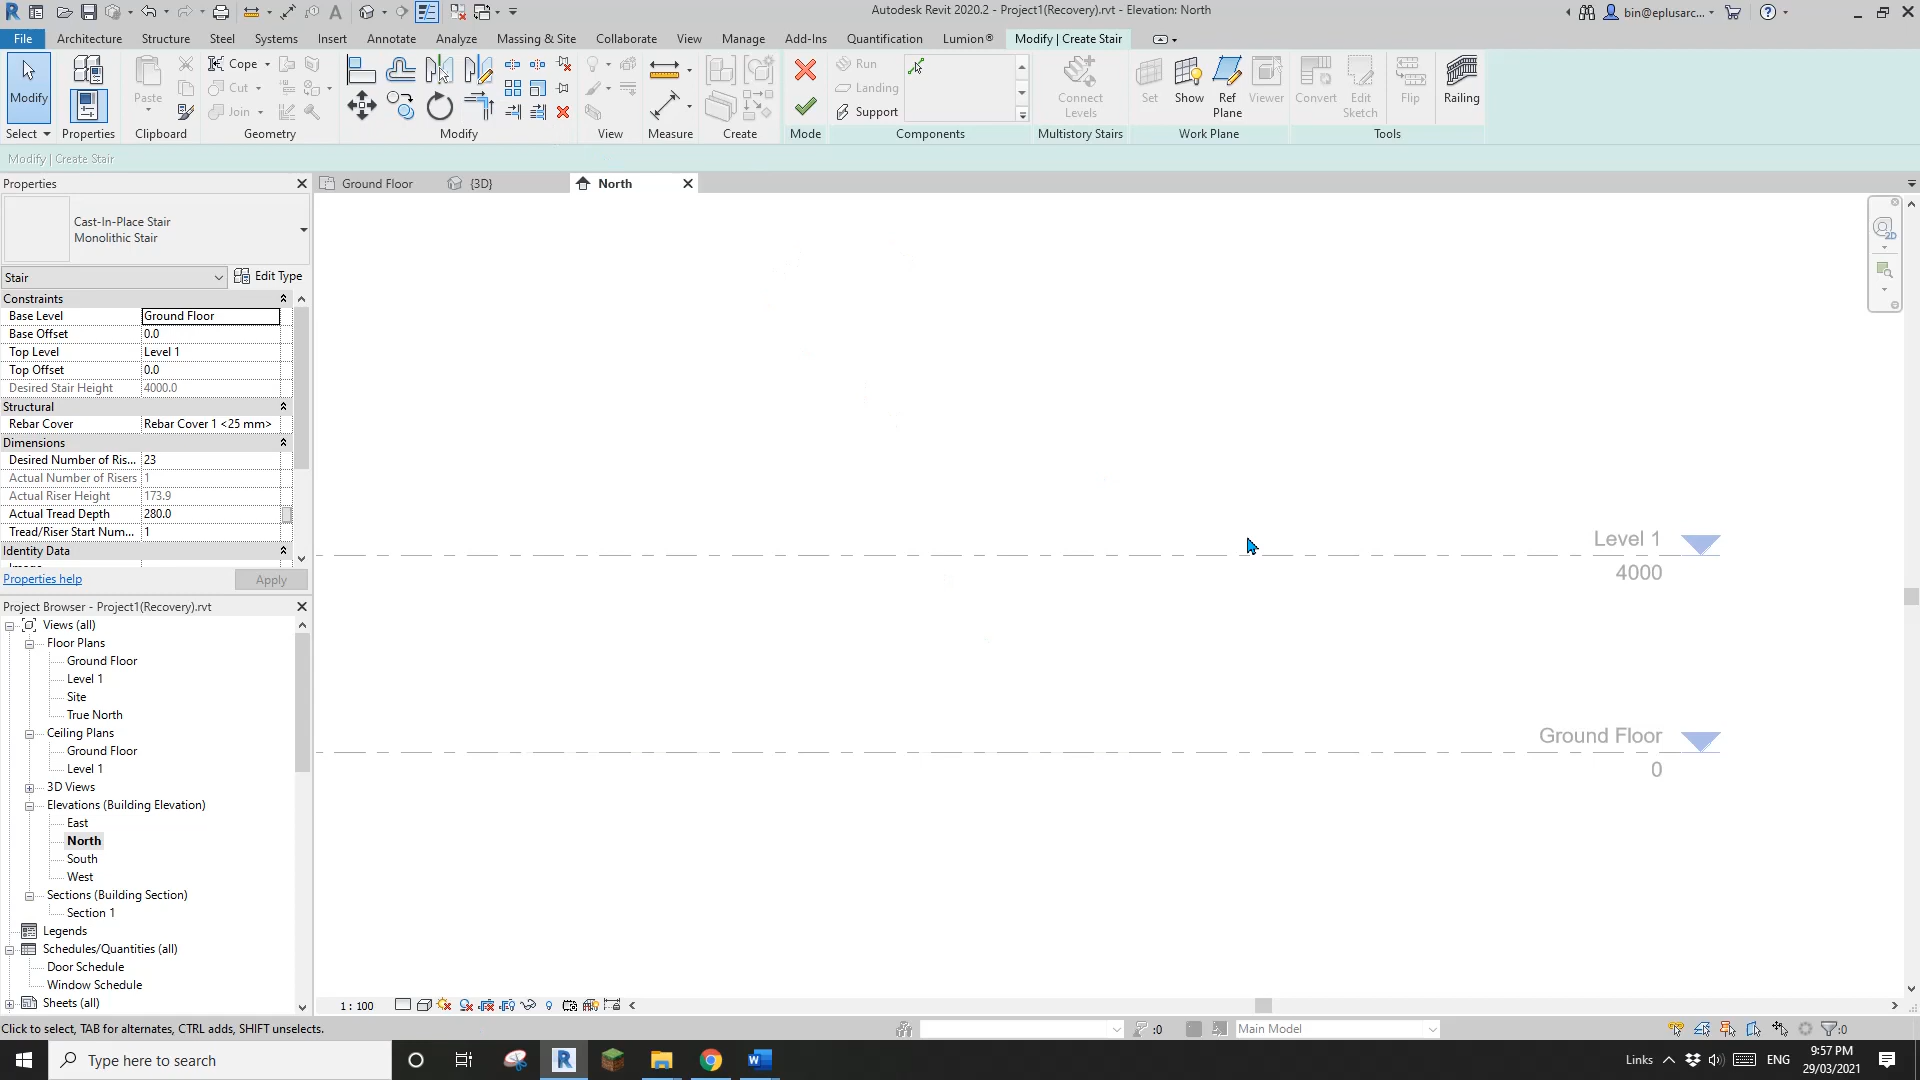 Autodesk Revit 2020.2 - Project1(Recovery).rvt - Elevation: North
bin@eplusarc...
File Architecture Structure Steel Systems Insert Annotate Analyze Massing & Site Collaborate View Manage Add-Ins Quantification Lumion® Modify | Create Stair
Modify
Properties
Paste
Cope
Cut
Join
Run
Landing
Support
Connect Levels
Set
Show
Ref Plane
Viewer
Convert
Edit Sketch
Flip
Railing
Select Properties Clipboard Geometry Modify View Measure Create Mode Components Multistory Stairs Work Plane Tools
Modify | Create Stair
Properties
Ground Floor
{3D}
North
Cast-In-Place Stair
Monolithic Stair
Stair
Edit Type
Constraints
Base Level Ground Floor
Base Offset 0.0
Top Level Level 1
Top Offset 0.0
Desired Stair Height 4000.0
Structural
Rebar Cover Rebar Cover 1 <25 mm>
Dimensions
Desired Number of Ris... 23
Actual Number of Risers 1
Actual Riser Height 173.9
Actual Tread Depth 280.0
Tread/Riser Start Num... 1
Identity Data
Properties help
Apply
Project Browser - Project1(Recovery).rvt
Views (all)
Floor Plans
Ground Floor
Level 1
Site
True North
Ceiling Plans
Ground Floor
Level 1
3D Views
Elevations (Building Elevation)
East
North
South
West
Sections (Building Section)
Section 1
Legends
Schedules/Quantities (all)
Door Schedule
Window Schedule
Sheets (all)
Level 1
4000
Ground Floor
0
1 : 100
Click to select, TAB for alternates, CTRL adds, SHIFT unselects.
:0
Main Model
:0
Type here to search
Links
ENG
9:57 PM
29/03/2021